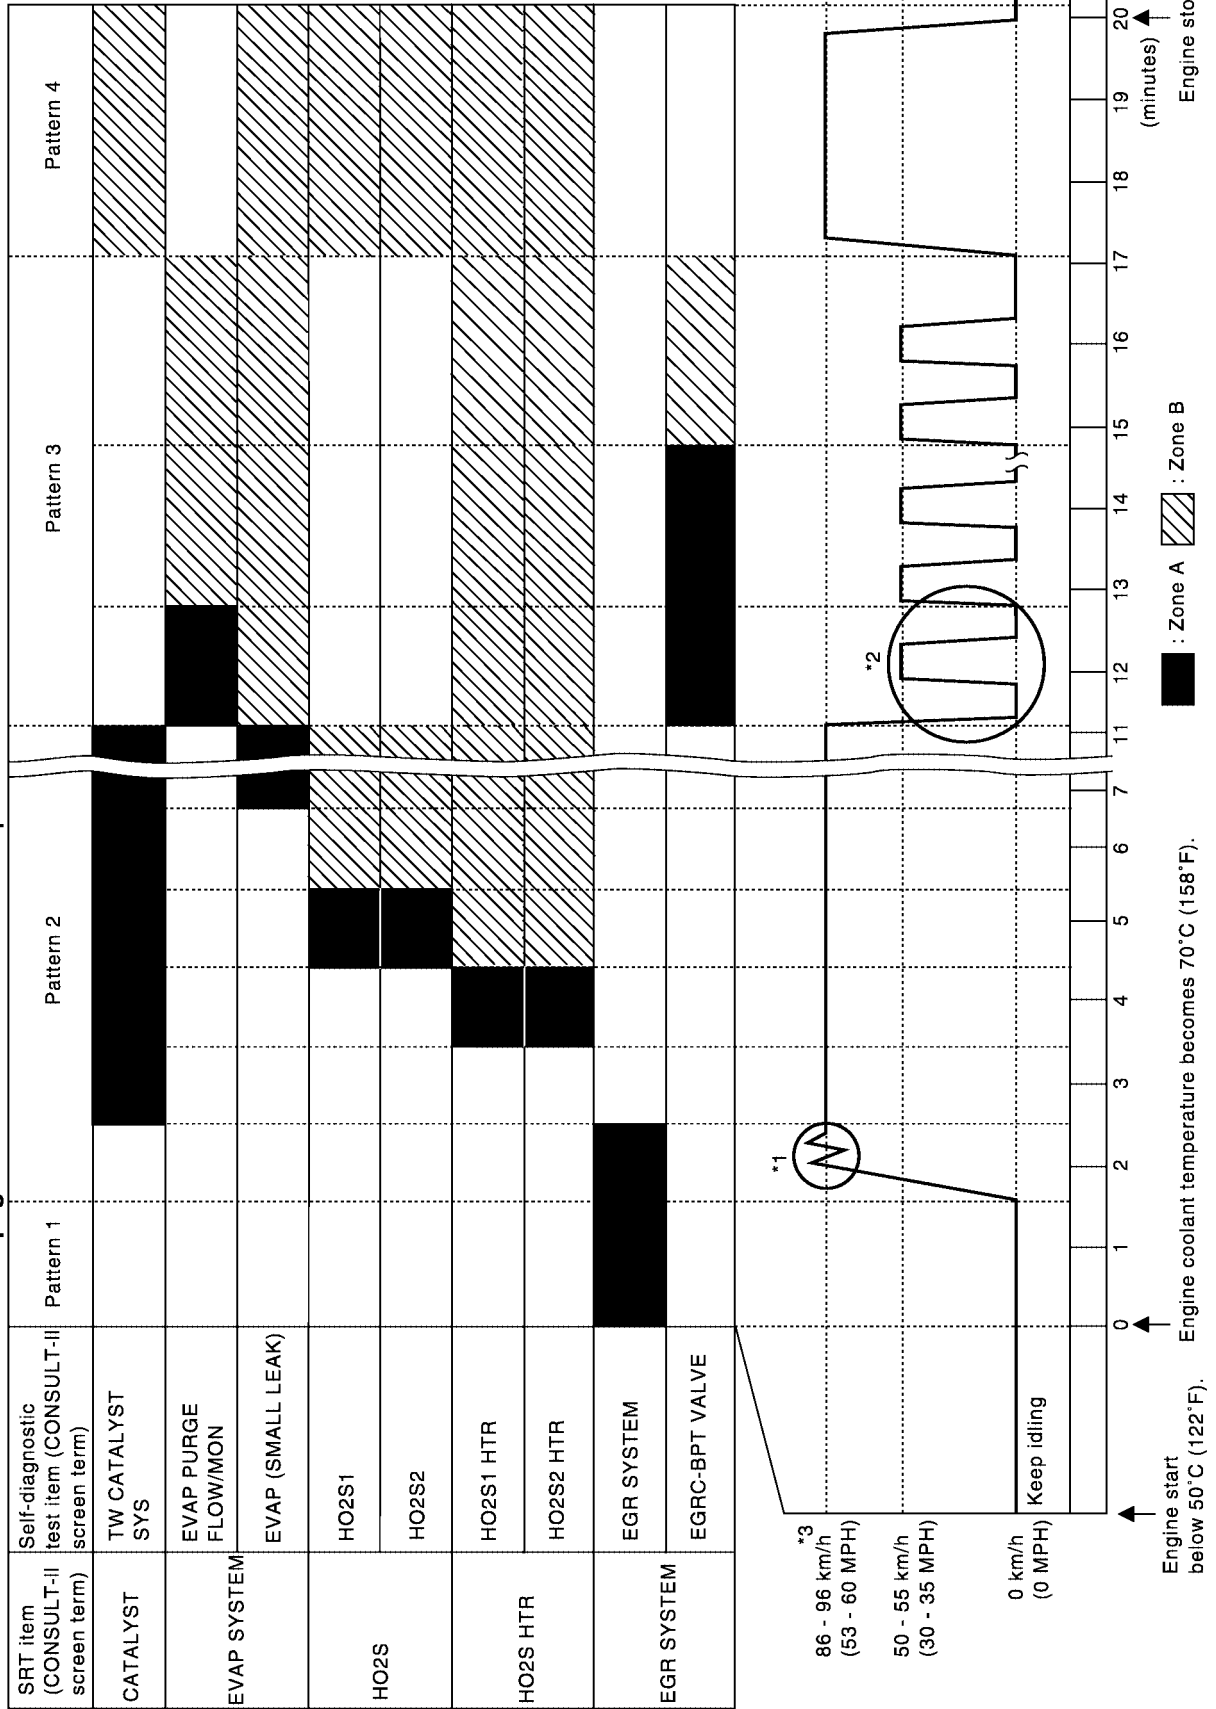 SRT item
(CONSULT-II
screen term)
Self-diagnostic
test item (CONSULT-II
screen term)
Pattern 1
Pattern 2
Pattern 3
Pattern 4
CATALYST
TW CATALYST
SYS
EVAP SYSTEM
EVAP PURGE
FLOW/MON
EVAP (SMALL LEAK)
HO2S
HO2S1
HO2S2
HO2S HTR
HO2S1 HTR
HO2S2 HTR
EGR SYSTEM
EGR SYSTEM
EGRC-BPT VALVE
*3
86 - 96 km/h
(53 - 60 MPH)
50 - 55 km/h
(30 - 35 MPH)
0 km/h
(0 MPH)
*1
*2
Keep idling
0 1 2 3 4 5 6 7 11 12 13 14 15 16 17 18 19 20
(minutes)
Engine start
below 50°C (122°F).
Engine coolant temperature becomes 70°C (158°F).
: Zone A
: Zone B
Engine sto